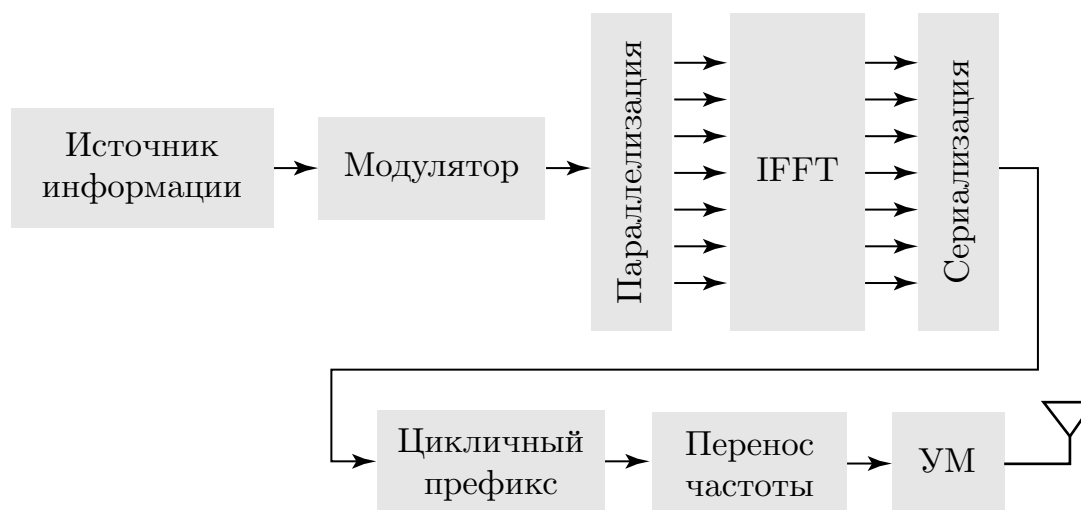 Источник
информации
Модулятор
Параллелизация
IFFT
Сериализация
Цикличный
префикс
Перенос
частоты
УМ